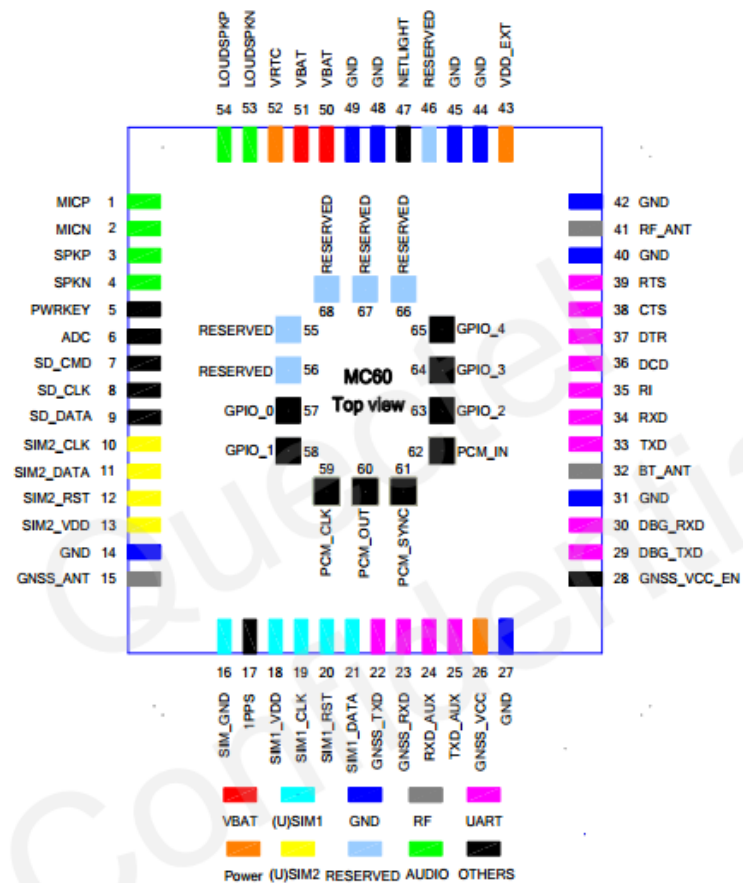 LOUDSPKP
LOUDSPKN
VRTC
VBAT
VBAT
GND
GND
NETLIGHT
RESERVED
GND
GND
VDD_EXT
54 53 52 51 50 49 48 47 46 45 44 43
MICP 1
MICN 2
SPKP 3
SPKN 4
PWRKEY 5
ADC 6
SD_CMD 7
SD_CLK 8
SD_DATA 9
SIM2_CLK 10
SIM2_DATA 11
SIM2_RST 12
SIM2_VDD 13
GND 14
GNSS_ANT 15
RESERVED
RESERVED
RESERVED
68 67 66
RESERVED 55
RESERVED 56
GPIO_0 57
GPIO_1 58
MC60
Top view
65 GPIO_4
64 GPIO_3
63 GPIO_2
62 PCM_IN
59 60 61
PCM_CLK
PCM_OUT
PCM_SYNC
42 GND
41 RF_ANT
40 GND
39 RTS
38 CTS
37 DTR
36 DCD
35 RI
34 RXD
33 TXD
32 BT_ANT
31 GND
30 DBG_RXD
29 DBG_TXD
28 GNSS_VCC_EN
16 17 18 19 20 21 22 23 24 25 26 27
SIM_GND
1PPS
SIM1_VDD
SIM1_CLK
SIM1_RST
SIM1_DATA
GNSS_TXD
GNSS_RXD
RXD_AUX
TXD_AUX
GNSS_VCC
GND
VBAT (U)SIM1 GND RF UART
Power (U)SIM2 RESERVED AUDIO OTHERS
Quectel
Confidential